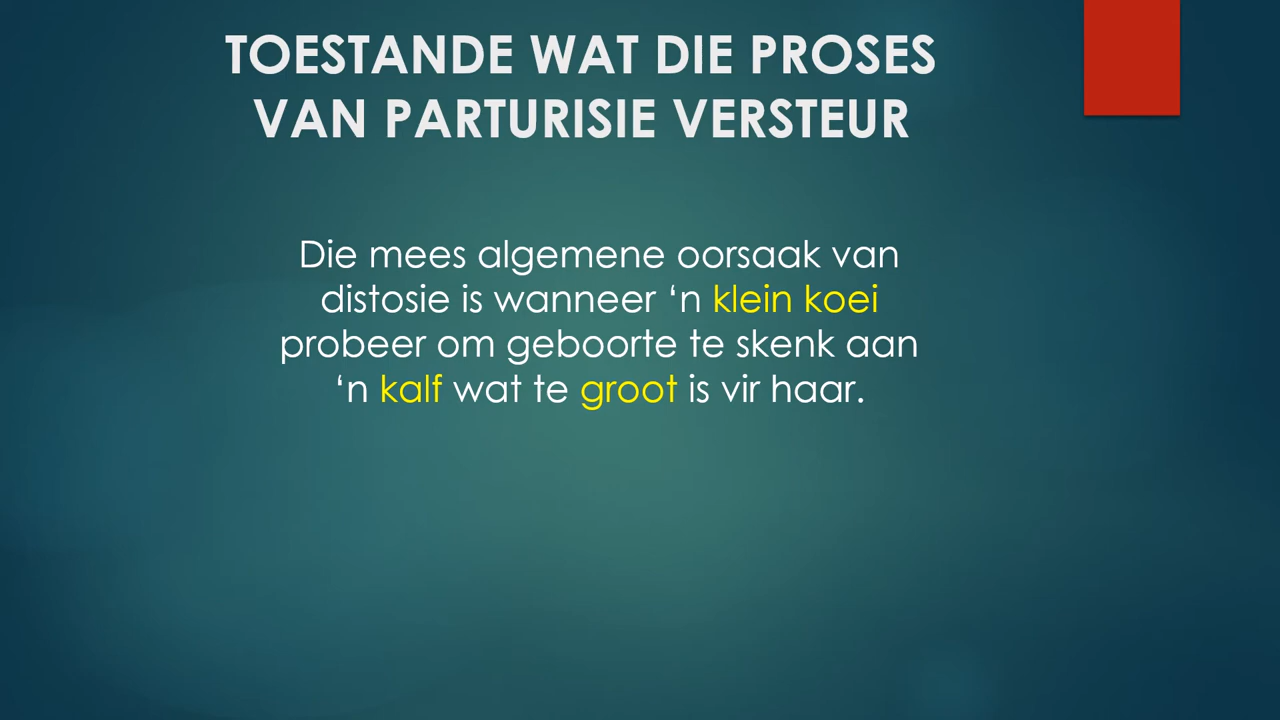 TOESTANDE WAT DIE PROSES
VAN PARTURISIE VERSTEUR
Die mees algemene oorsaak van
distosie is wanneer ‘n klein koei
probeer om geboorte te skenk aan
‘n kalf wat te groot is vir haar.